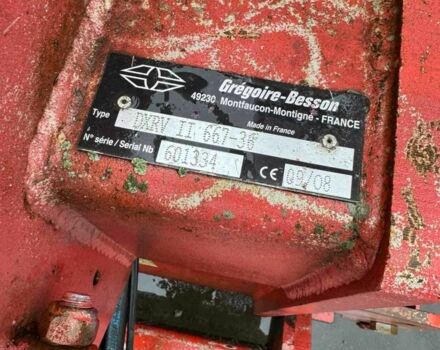 Grégoire-Besson
49230 Montfaucon-Montigné - FRANCE
Made in France
Type DXRV II 667-36
N° série / Serial Nb 601334
CE 09/08